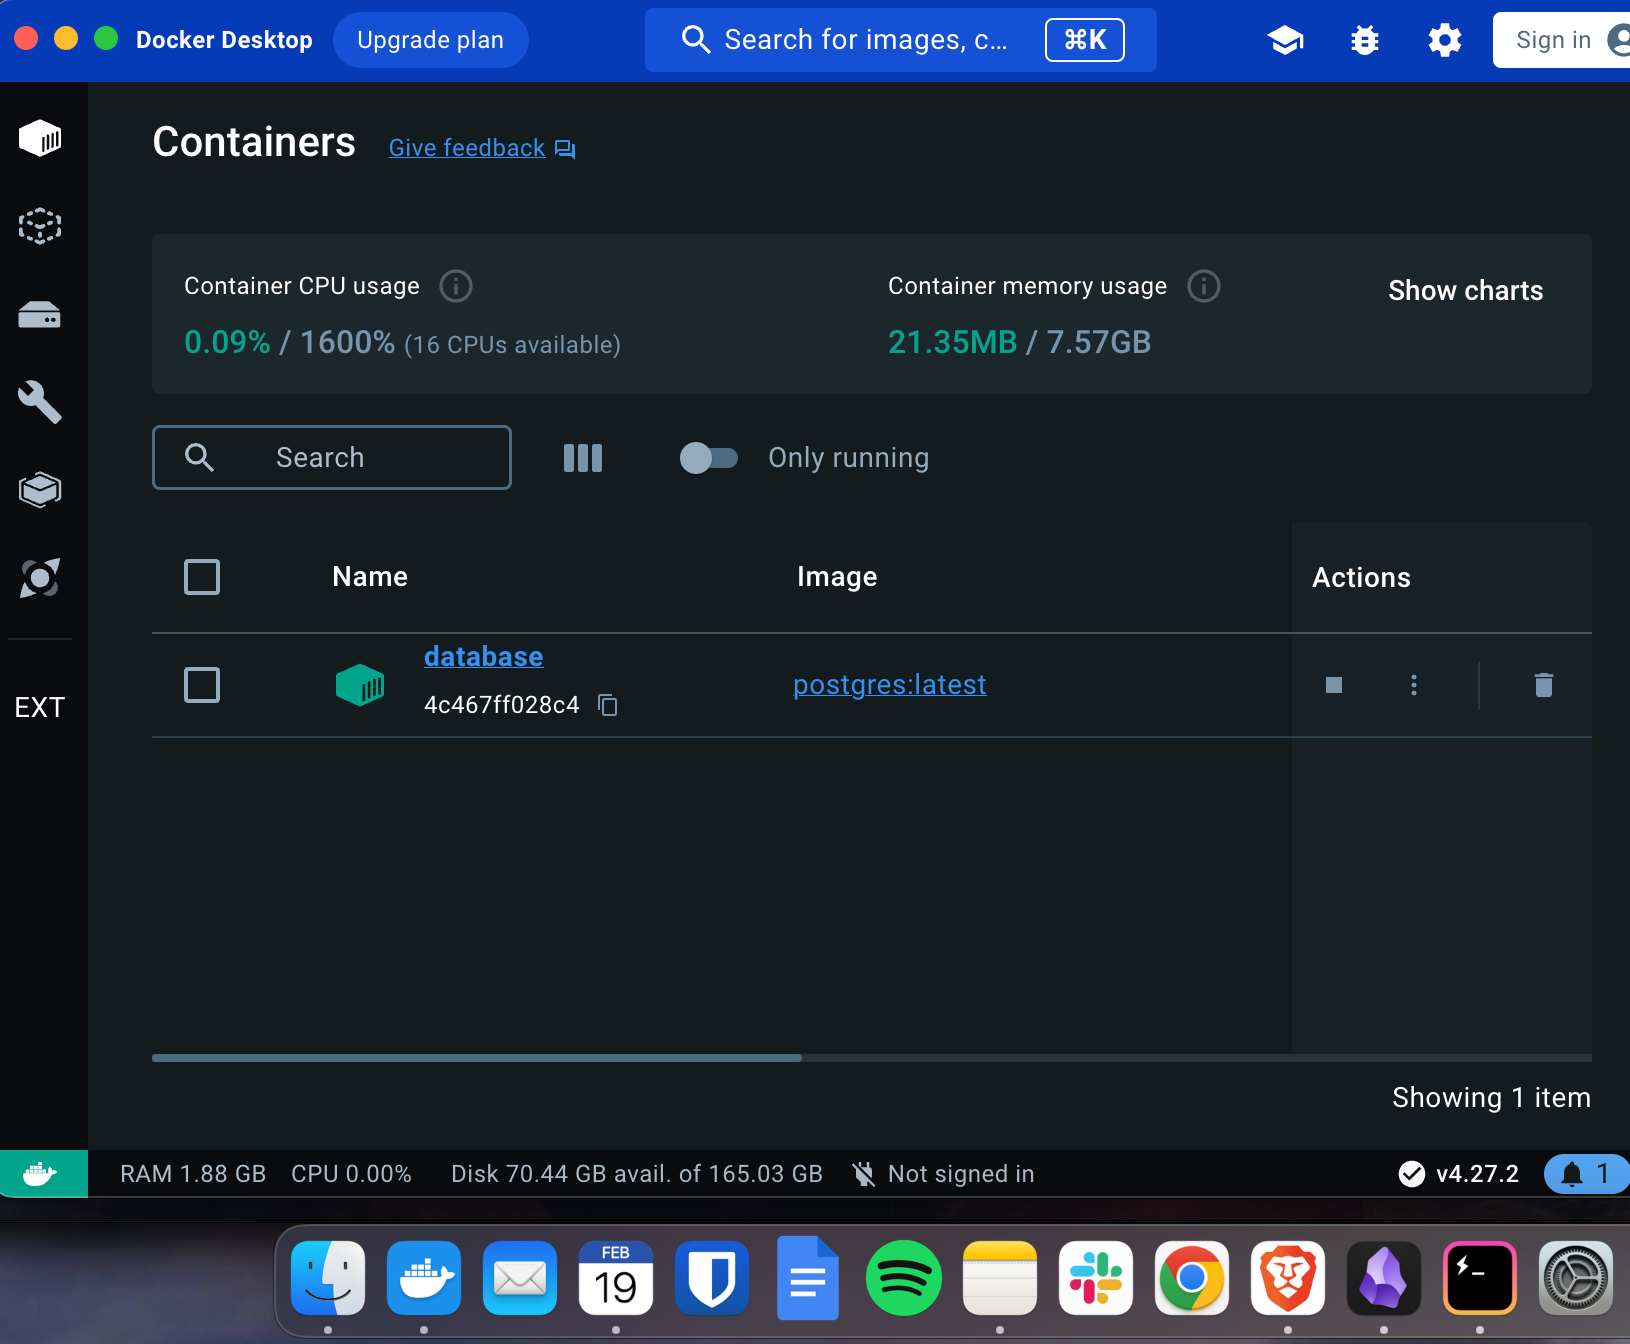 Docker Desktop
Upgrade plan
Search for images, c...
⌘K
Sign in
Containers
Give feedback
Container CPU usage
0.09% / 1600% (16 CPUs available)
Container memory usage
21.35MB / 7.57GB
Show charts
Search
Only running
Name
Image
Actions
database
4c467ff028c4
postgres:latest
EXT
Showing 1 item
RAM 1.88 GB
CPU 0.00%
Disk 70.44 GB avail. of 165.03 GB
Not signed in
v4.27.2
1
FEB
19